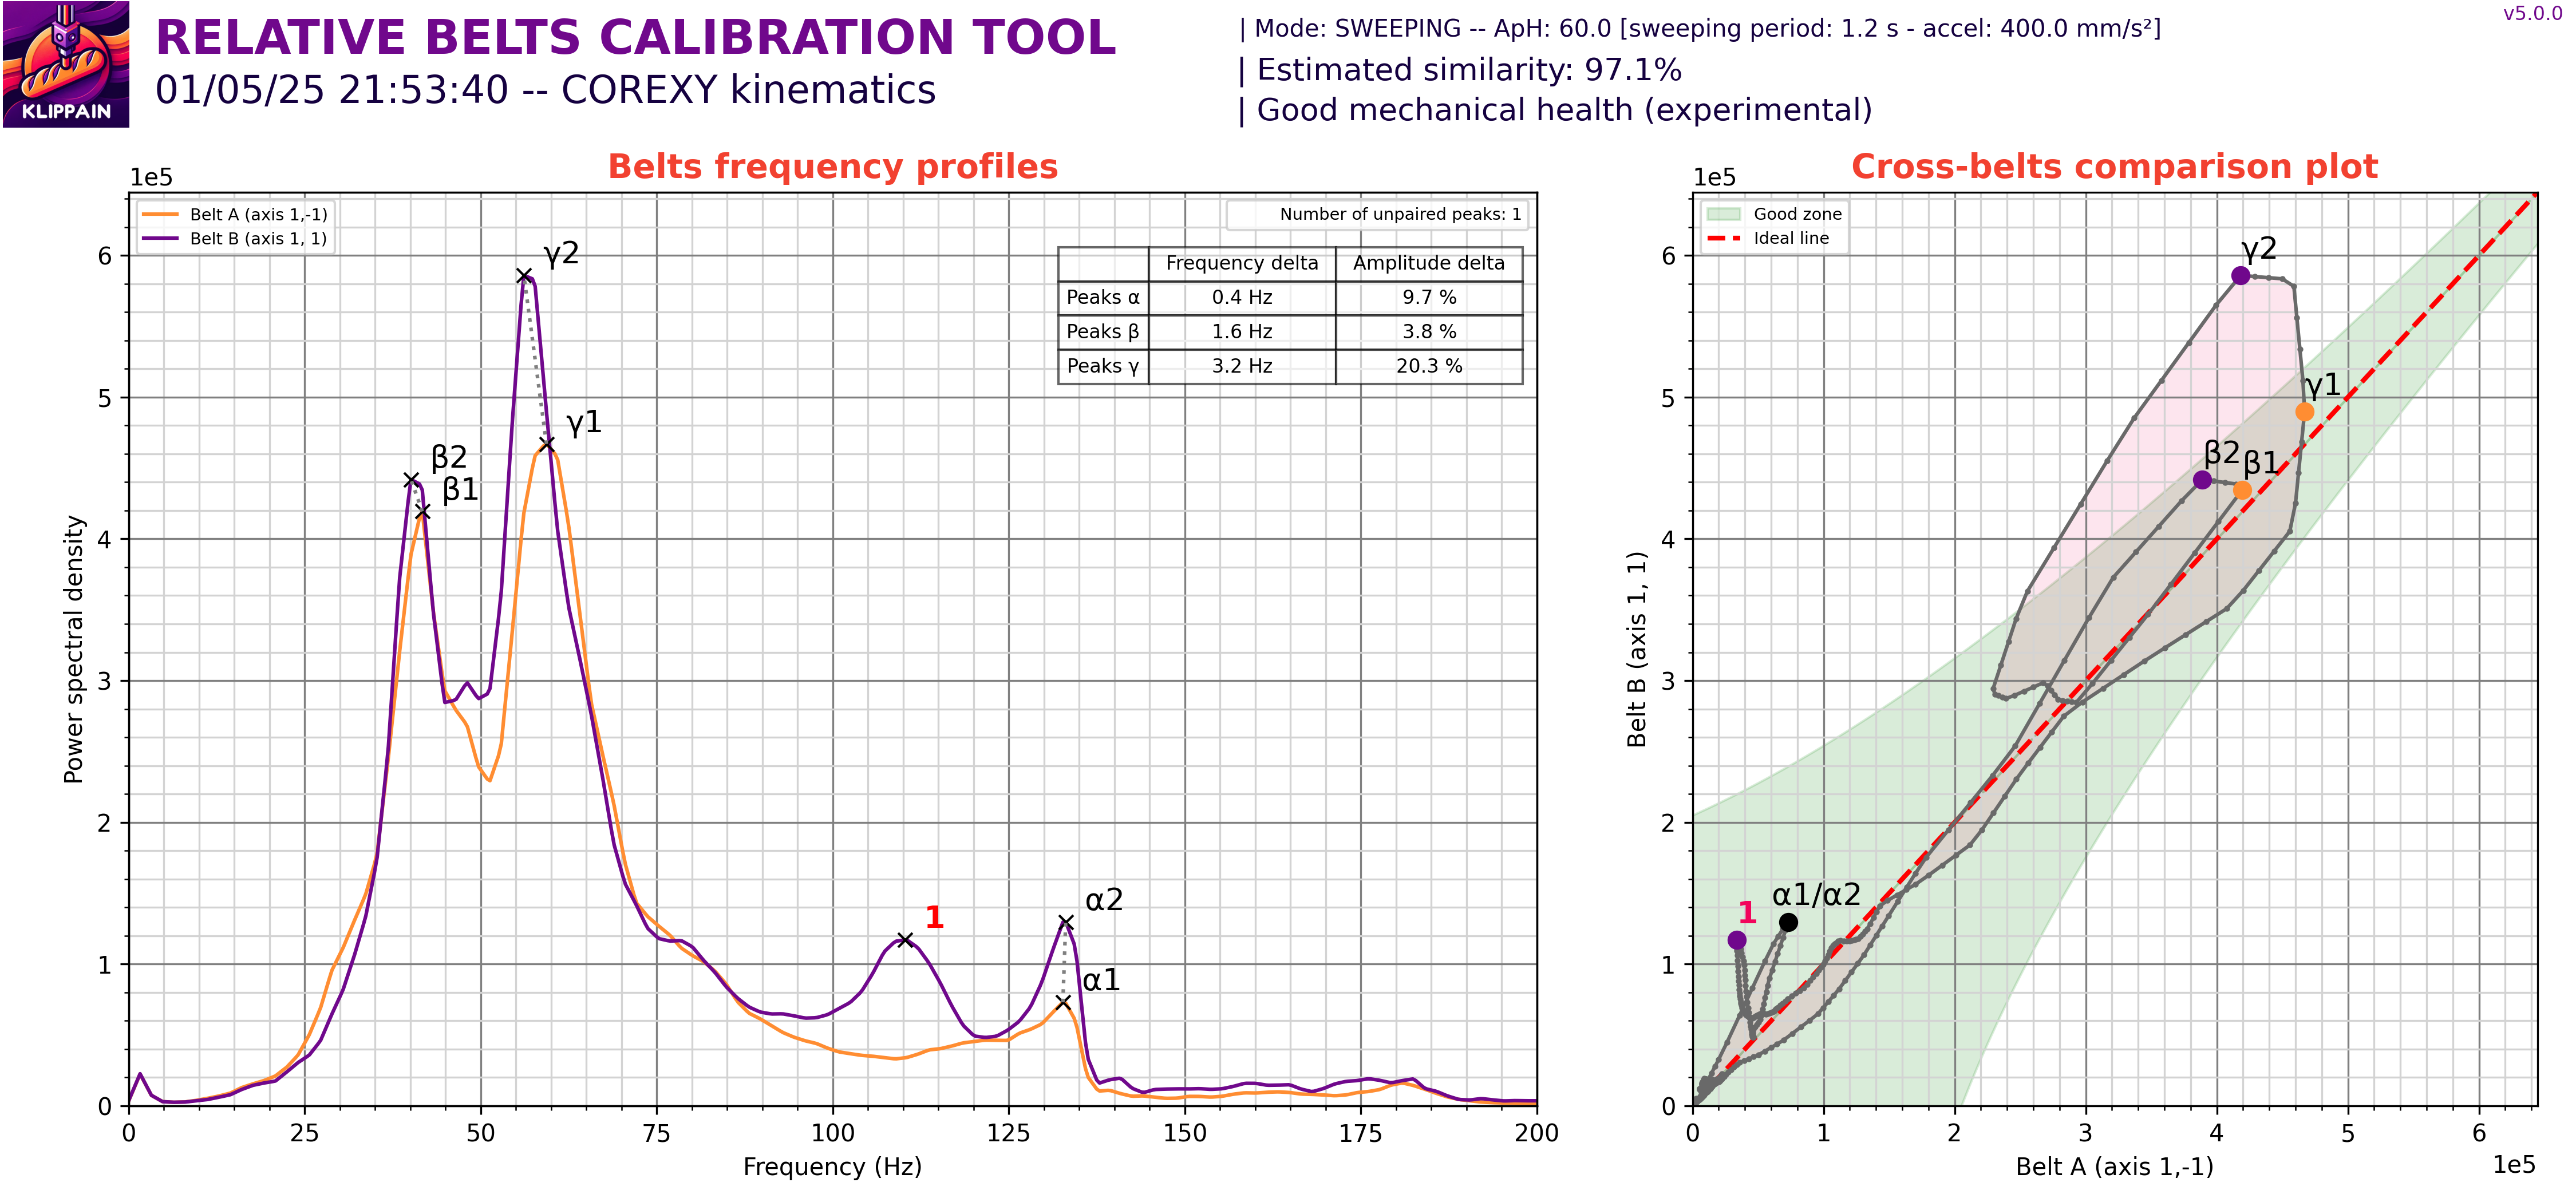 KLIPPAIN
RELATIVE BELTS CALIBRATION TOOL
01/05/25 21:53:40 -- COREXY kinematics
| Mode: SWEEPING -- ApH: 60.0 [sweeping period: 1.2 s - accel: 400.0 mm/s²]
| Estimated similarity: 97.1%
| Good mechanical health (experimental)
v5.0.0
Belts frequency profiles
1e5
Belt A (axis 1,-1)
Belt B (axis 1, 1)
Number of unpaired peaks: 1
Frequency delta Amplitude delta
Peaks α 0.4 Hz 9.7 %
Peaks β 1.6 Hz 3.8 %
Peaks γ 3.2 Hz 20.3 %
γ2
γ1
β2
β1
1
α2
α1
6
5
4
3
2
1
0
Power spectral density
0 25 50 75 100 125 150 175 200
Frequency (Hz)
Cross-belts comparison plot
1e5
Good zone
Ideal line
γ2
γ1
β2 β1
α1/α2
1
6
5
4
3
2
1
0
Belt B (axis 1, 1)
0 1 2 3 4 5 6
Belt A (axis 1,-1)
1e5